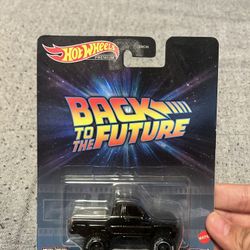 Hot Wheels
PREMIUM
BACK
TO THE
FUTURE